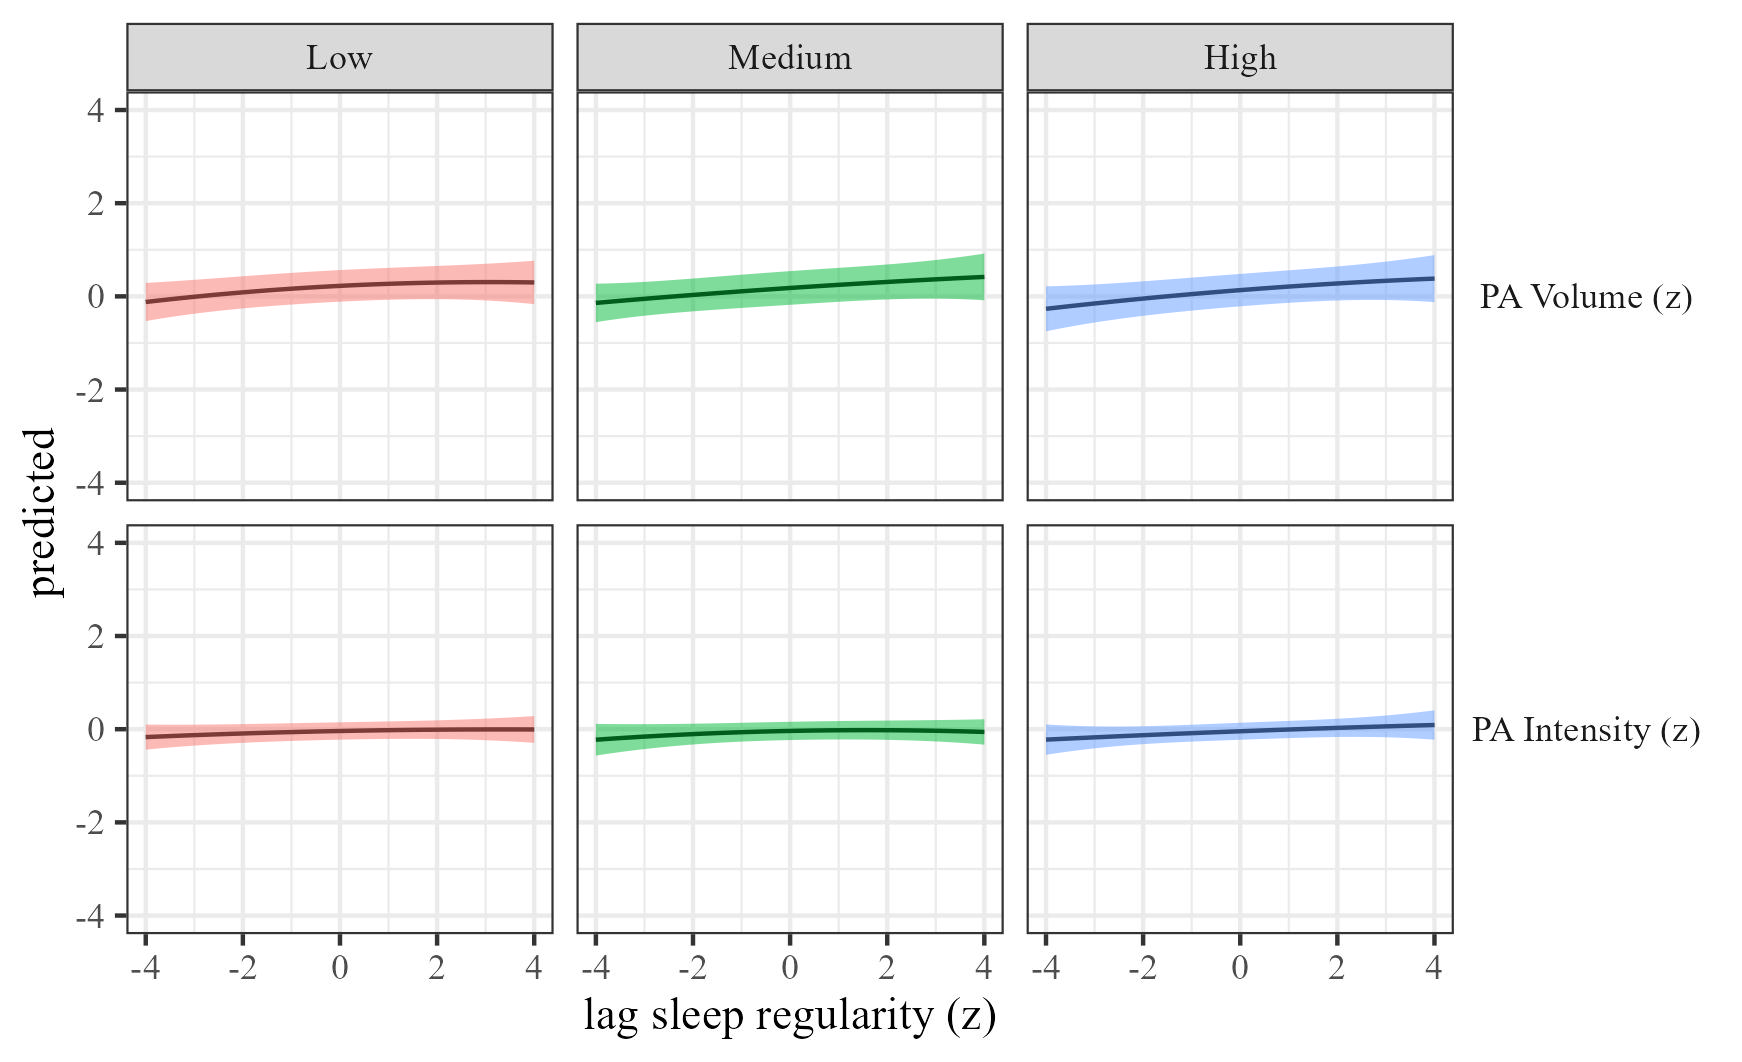 Low Medium High
4
2
0
-2
-4
PA Volume (z)
predicted
4
2
0
-2
-4
PA Intensity (z)
-4 -2 0 2 4 -4 -2 0 2 4 -4 -2 0 2 4
lag sleep regularity (z)